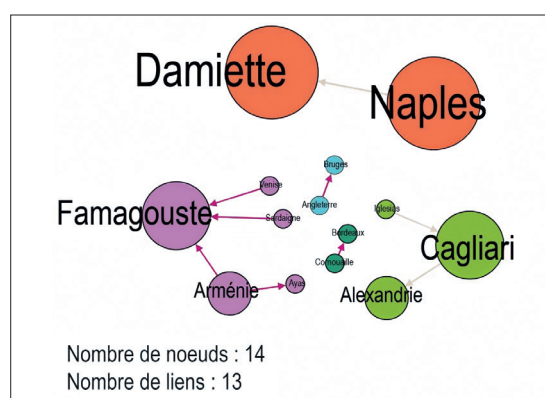 Damiette
Naples
Bruges
Venise
Famagouste
Angleterre
Iglesias
Sardaigne
Bordeaux
Cagliari
Cornouaille
Arménie
Ayas
Alexandrie
Nombre de noeuds : 14
Nombre de liens : 13